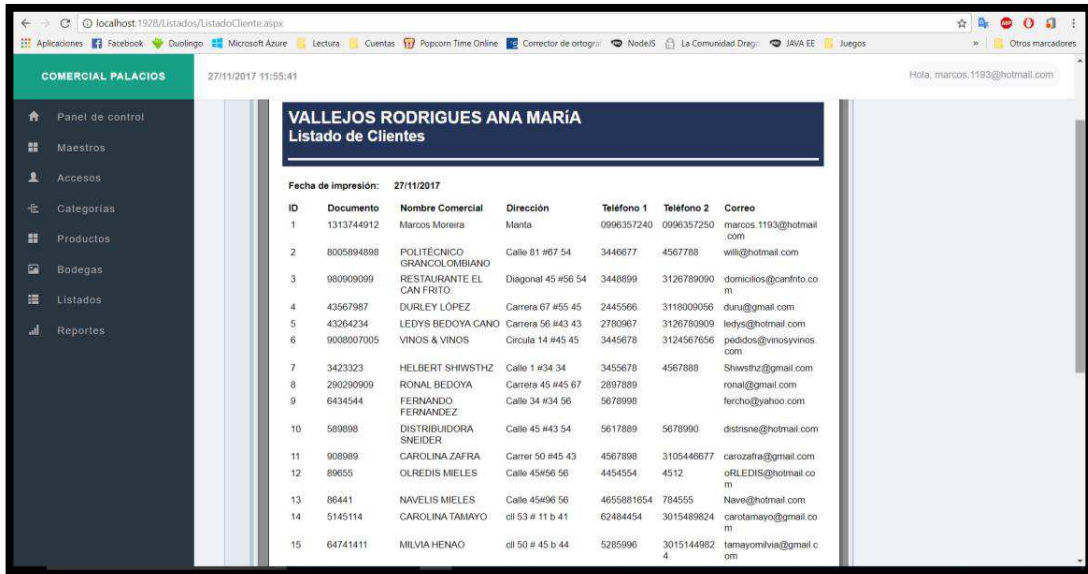 localhost:1928/Listados/ListadoCliente.aspx
Aplicaciones Facebook Duolingo Microsoft Azure Lectura Cuentas Popcorn Time Online Corrector de ortogra NodeJS La Comunidad Drag JAVA EE Juegos » Otros marcadores
COMERCIAL PALACIOS 27/11/2017 11:55:41 Hola, marcos.1193@hotmail.com
Panel de control
Maestros
Accesos
Categorías
Productos
Bodegas
Listados
Reportes
VALLEJOS RODRIGUES ANA MARíA
Listado de Clientes
Fecha de impresión: 27/11/2017
ID Documento Nombre Comercial Dirección Teléfono 1 Teléfono 2 Correo
1 1313744912 Marcos Moreira Manta 0996357240 0996357250 marcos.1193@hotmail
.com
2 8005894898 POLITÉCNICO Calle 81 #67 54 3446677 4567788 willi@hotmail.com
GRANCOLOMBIANO
3 980909099 RESTAURANTE EL Diagonal 45 #56 54 3448899 3126789090 domicilios@canfrito.co
CAN FRITO m
4 43567987 DURLEY LÓPEZ Carrera 67 #55 45 2445566 3118009056 duru@gmail.com
5 43264234 LEDYS BEDOYA CANO Carrera 56 #43 43 2780967 3126780909 ledys@hotmail.com
6 9008007005 VINOS & VINOS Circula 14 #45 45 3445678 3124567656 pedidos@vinosyvinos.
com
7 3423323 HELBERT SHIWSTHZ Calle 1 #34 34 3455678 4567888 Shiwsthz@gmail.com
8 290290909 RONAL BEDOYA Carrera 45 #45 67 2897889 ronal@gmail.com
9 6434544 FERNANDO Calle 34 #34 56 5678998 fercho@yahoo.com
FERNANDEZ
10 589898 DISTRIBUIDORA Calle 45 #43 54 5617889 5678990 distrisne@hotmail.com
SNEIDER
11 908989 CAROLINA ZAFRA Carrer 50 #45 43 4567898 3105446677 carozafra@gmail.com
12 89655 OLREDIS MIELES Calle 45#56 56 4454554 4512 oRLEDIS@hotmail.co
m
13 86441 NAVELIS MIELES Calle 45#96 56 4655881654 784555 Nave@hotmail.com
14 5145114 CAROLINA TAMAYO cll 53 # 11 b 41 62484454 3015489824 carotamayo@gmail.co
m
15 64741411 MILVIA HENAO cll 50 # 45 b 44 5285996 3015144982 tamayomilvia@gmail.c
4 om